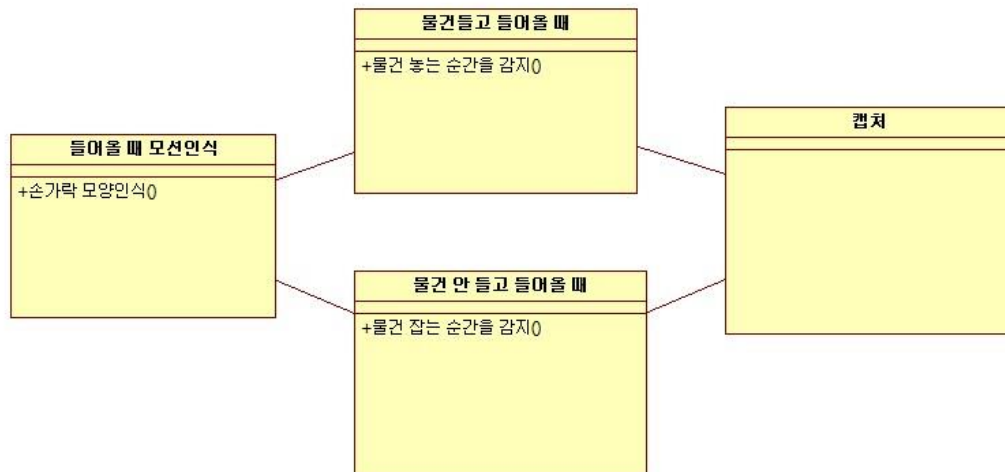 물건들고 들어올 때
+물건 놓는 순간을 감지()
들어올 때 모션인식
+손가락 모양인식()
캡처
물건 안 들고 들어올 때
+물건 잡는 순간을 감지()